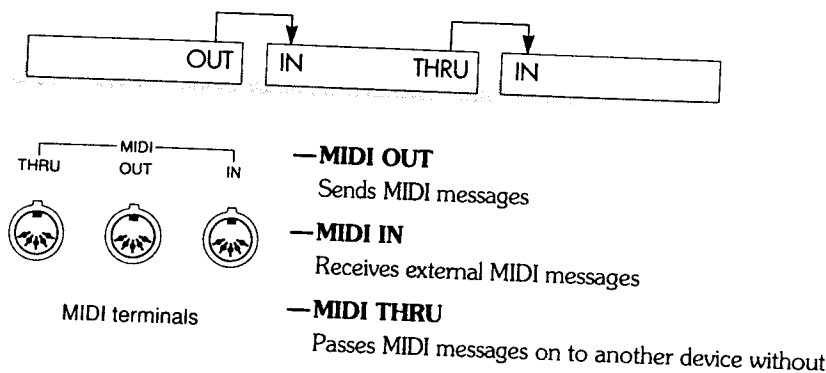 OUT IN THRU IN
MIDI
THRU OUT IN
—MIDI OUT
Sends MIDI messages
—MIDI IN
Receives external MIDI messages
MIDI terminals
—MIDI THRU
Passes MIDI messages on to another device without